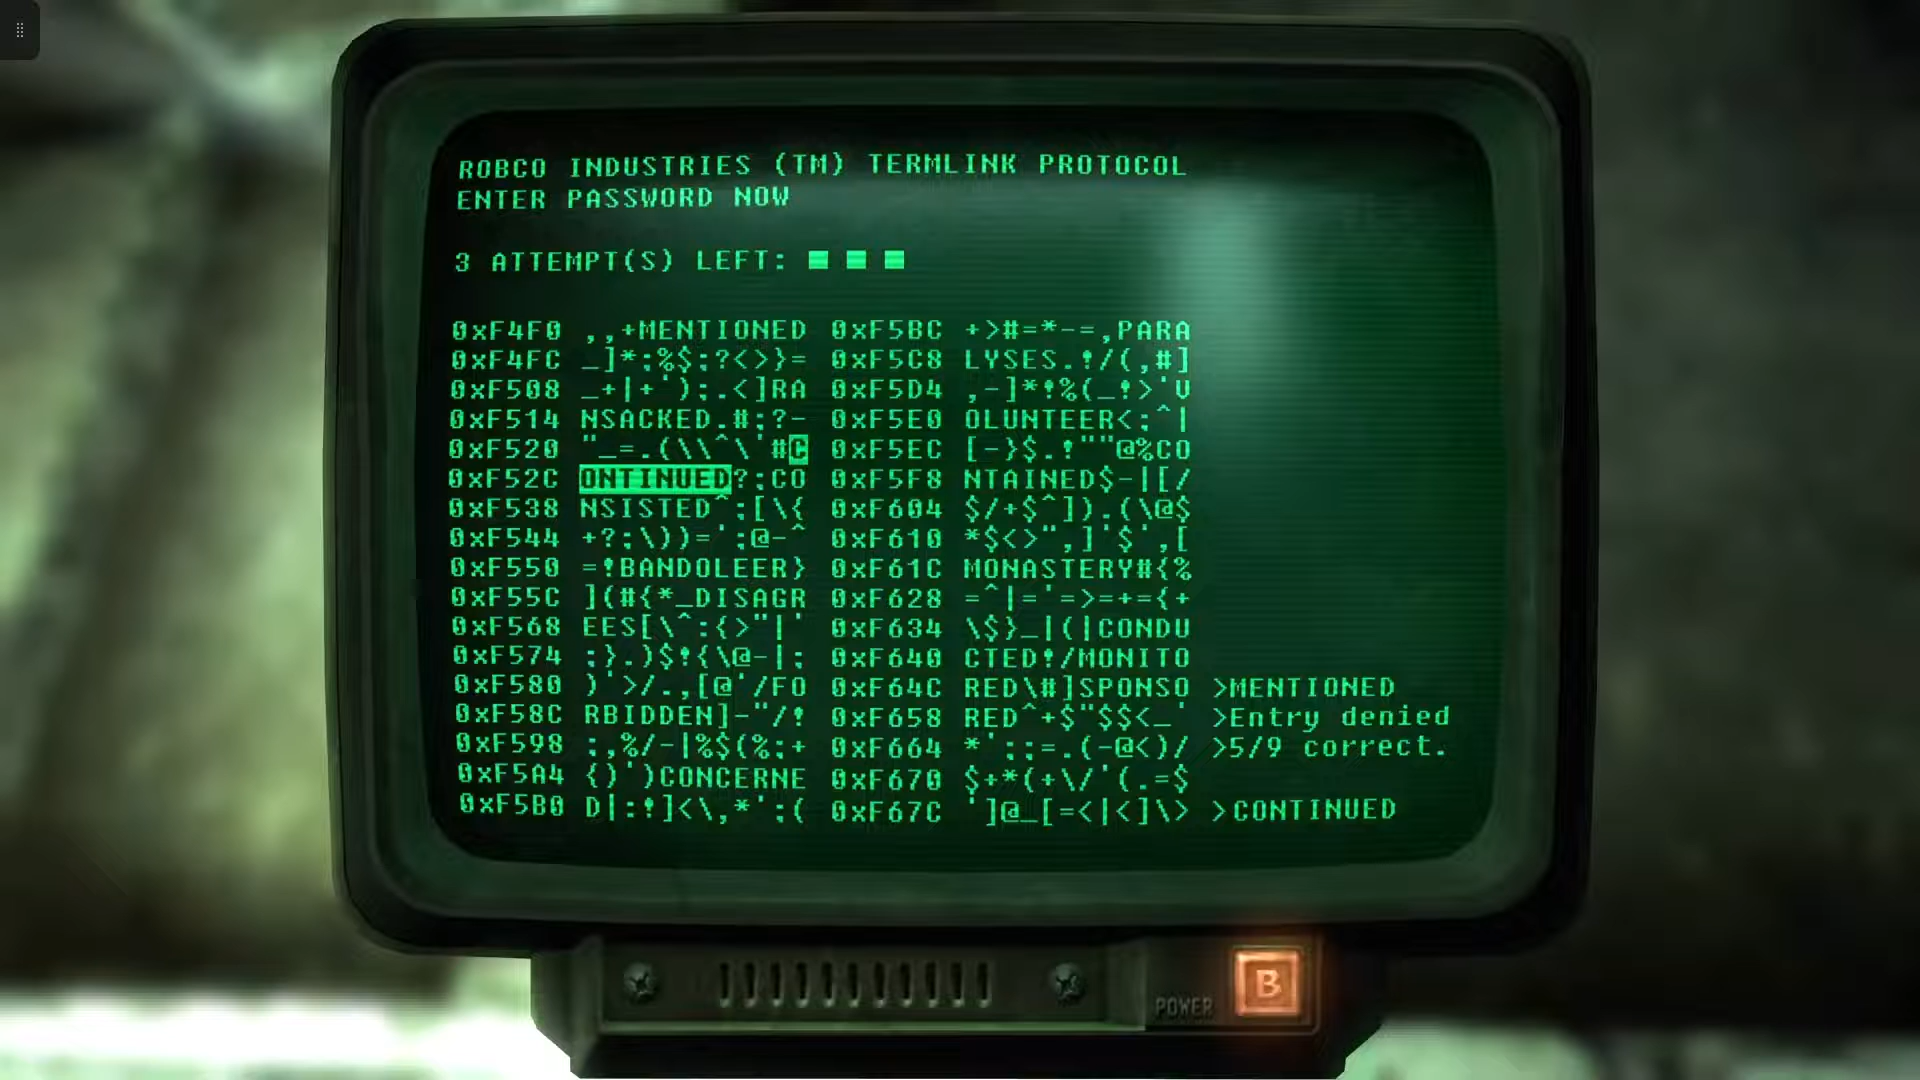 ROBCO INDUSTRIES (TM) TERMLINK PROTOCOL
ENTER PASSWORD NOW
3 ATTEMPT(S) LEFT: ■ ■ ■
0xF4F0 ,,+MENTIONED 0xF5BC +>#=*-=,PARA
0xF4FC _]*;%$;?<>}= 0xF5C8 LYSES.!/(,#]
0xF508 _+|+');.<]RA 0xF5D4 ,-]*!%(_!>'V
0xF514 NSACKED.#;?- 0xF5E0 OLUNTEER<;^|
0xF520 "_=.(\\^\'#C 0xF5EC [-}$.!""@%CO
0xF52C ONTINUED?;CO 0xF5F8 NTAINED$-|[/
0xF538 NSISTED^:[\{ 0xF604 $/+$^]).(\@$
0xF544 +?;\))=';@-^ 0xF610 *$<>",]'$',[
0xF550 =!BANDOLEER} 0xF61C MONASTERY#{%
0xF55C ](#{*_DISAGR 0xF628 =^|='=>=+={+
0xF568 EES[\^:{>"|' 0xF634 \$}_|(|CONDU
0xF574 ;}.)$!{\@-|; 0xF640 CTED!/MONITO
0xF580 )'>/.,[@'/FO 0xF64C RED\#]SPONSO >MENTIONED
0xF58C RBIDDEN]-"/! 0xF658 RED^+$"$$<_' >Entry denied
0xF598 :,%/-|%$(%;+ 0xF664 *';:=.(-@<)/ >5/9 correct.
0xF5A4 {)')CONCERNE 0xF670 $+*(+\/'(.=$
0xF5B0 D|:!]<\,*';( 0xF67C ']@_[=<|<]\> >CONTINUED
POWER
B